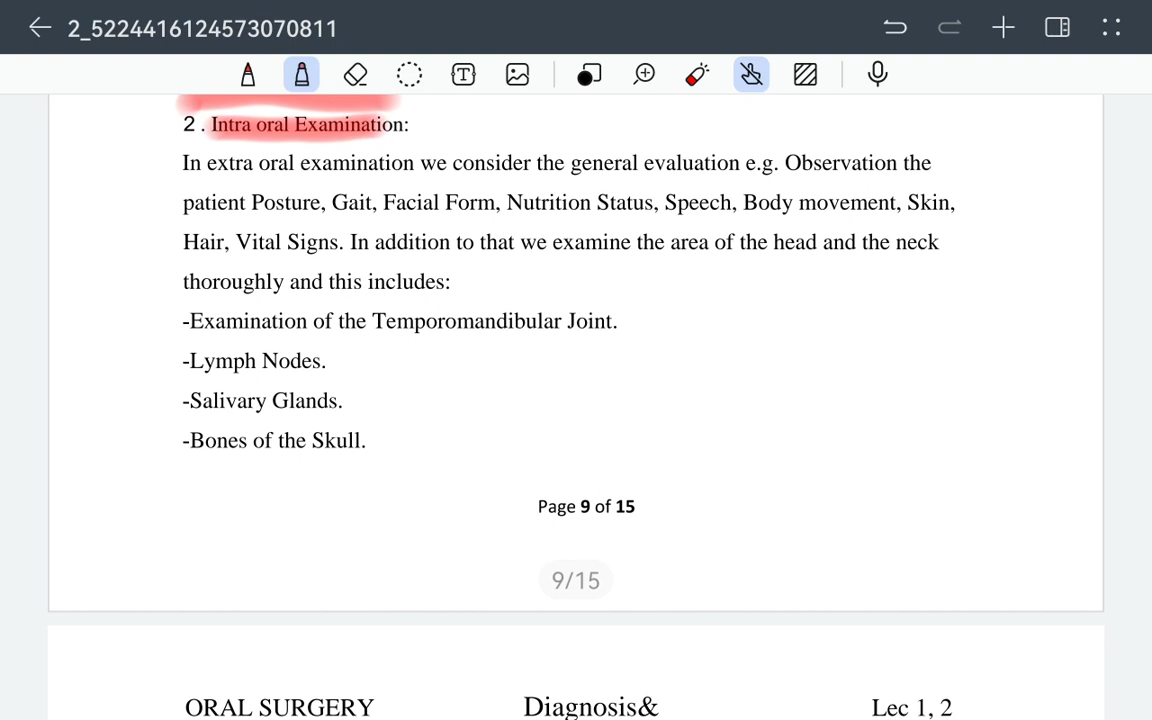 2_5224416124573070811
2 . Intra oral Examination:
In extra oral examination we consider the general evaluation e.g. Observation the
patient Posture, Gait, Facial Form, Nutrition Status, Speech, Body movement, Skin,
Hair, Vital Signs. In addition to that we examine the area of the head and the neck
thoroughly and this includes:
-Examination of the Temporomandibular Joint.
-Lymph Nodes.
-Salivary Glands.
-Bones of the Skull.
Page 9 of 15
9/15
ORAL SURGERY Diagnosis& Lec 1, 2